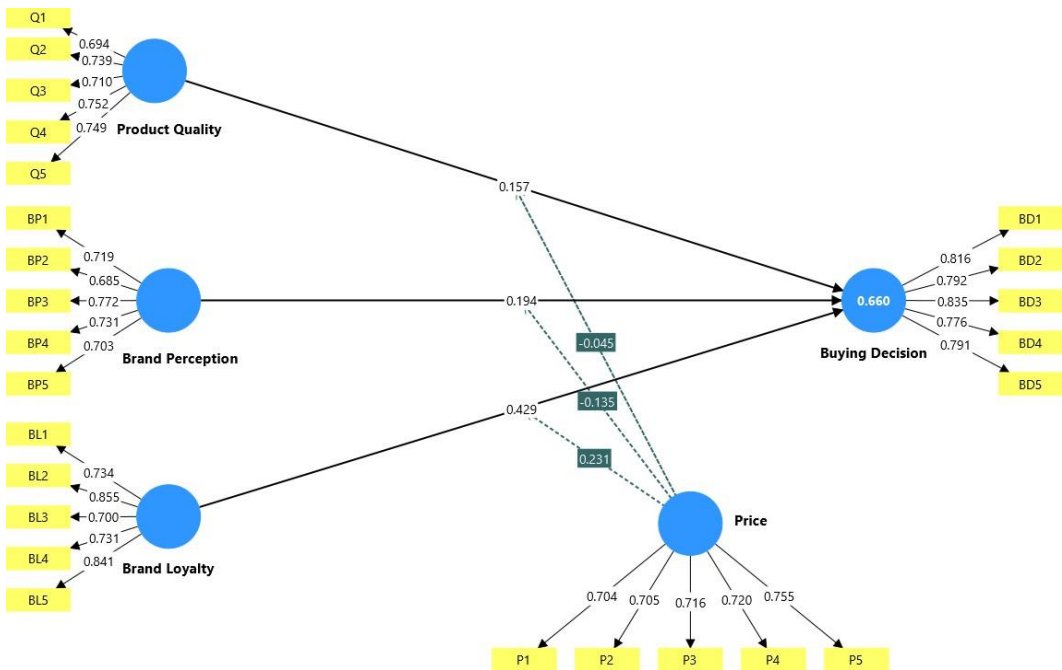 Q1
0.694
Q2
0.739
Q3
0.710
0.752
Q4
0.749
Q5
Product Quality
0.157
BP1
0.719
BP2
0.685
BP3
0.772
0.731
BP4
0.703
BP5
Brand Perception
0.194
BL1
0.734
BL2
0.855
BL3
0.700
0.731
BL4
0.841
BL5
Brand Loyalty
0.429
-0.045
-0.135
0.231
0.660
Buying Decision
BD1
0.816
BD2
0.792
BD3
0.835
0.776
BD4
0.791
BD5
Price
0.704 0.705 0.716 0.720 0.755
P1 P2 P3 P4 P5